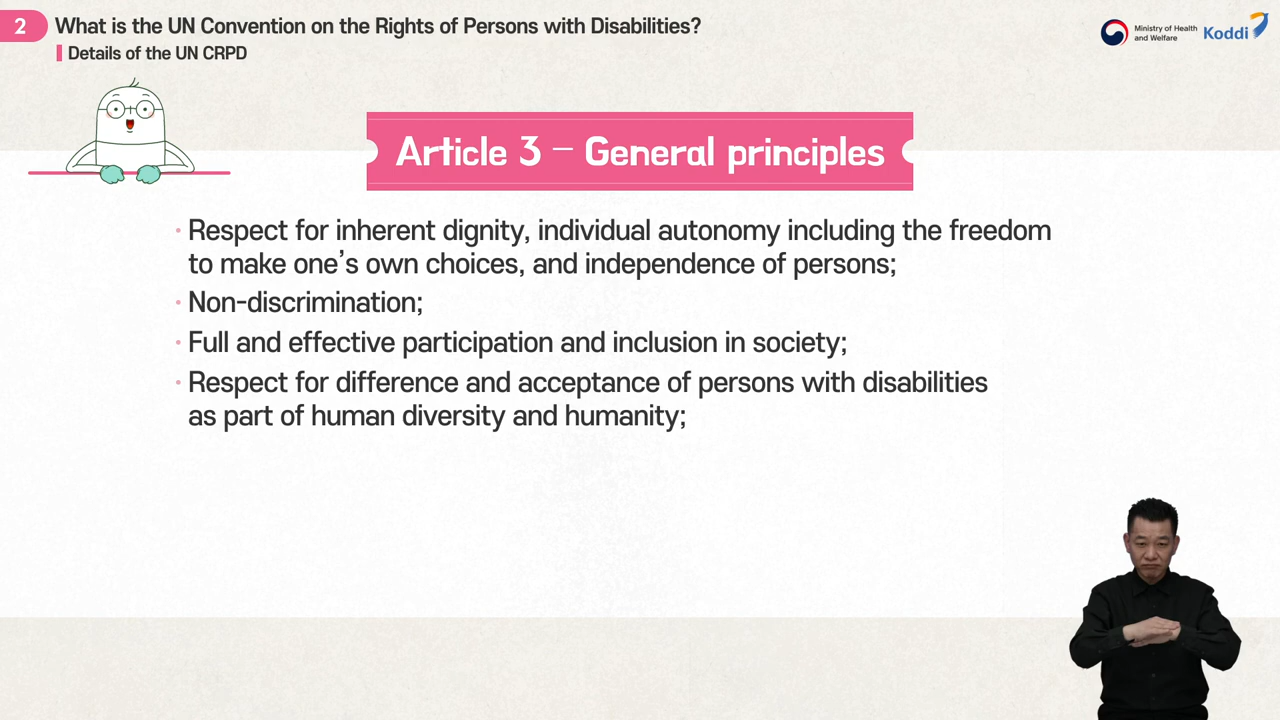 2
What is the UN Convention on the Rights of Persons with Disabilities?
Details of the UN CRPD
Ministry of Health
and Welfare
Koddi
Article 3 – General principles
· Respect for inherent dignity, individual autonomy including the freedom
to make one’s own choices, and independence of persons;
· Non-discrimination;
· Full and effective participation and inclusion in society;
· Respect for difference and acceptance of persons with disabilities
as part of human diversity and humanity;